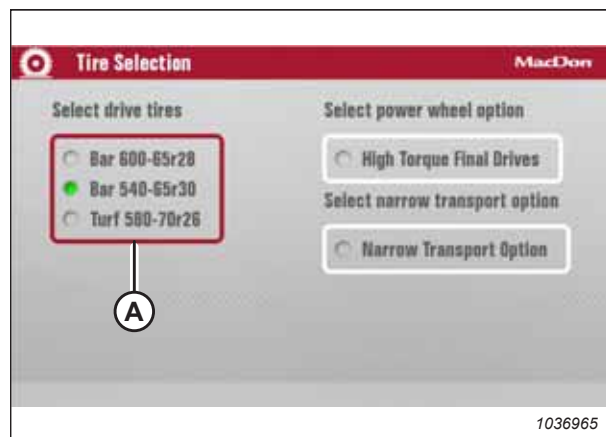 Tire Selection
MacDon
Select drive tires
Bar 600-65r28
Bar 540-65r30
Turf 580-70r26
Select power wheel option
High Torque Final Drives
Select narrow transport option
Narrow Transport Option
A
1036965